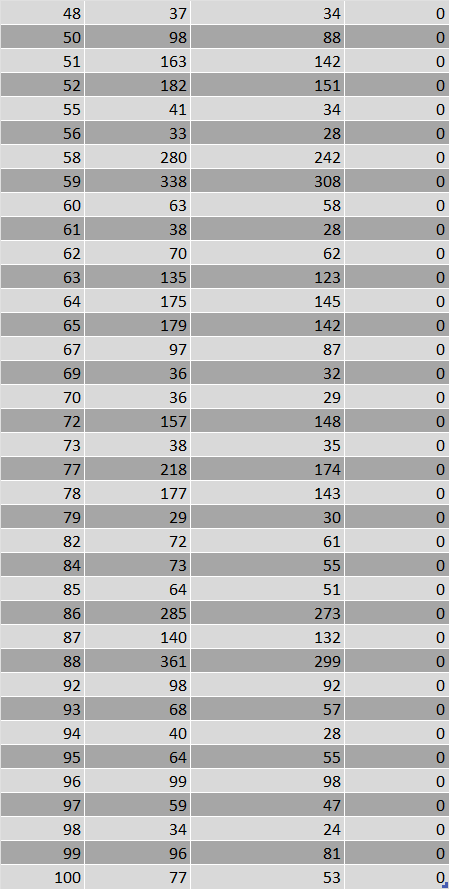 48 37 34 0
50 98 88 0
51 163 142 0
52 182 151 0
55 41 34 0
56 33 28 0
58 280 242 0
59 338 308 0
60 63 58 0
61 38 28 0
62 70 62 0
63 135 123 0
64 175 145 0
65 179 142 0
67 97 87 0
69 36 32 0
70 36 29 0
72 157 148 0
73 38 35 0
77 218 174 0
78 177 143 0
79 29 30 0
82 72 61 0
84 73 55 0
85 64 51 0
86 285 273 0
87 140 132 0
88 361 299 0
92 98 92 0
93 68 57 0
94 40 28 0
95 64 55 0
96 99 98 0
97 59 47 0
98 34 24 0
99 96 81 0
100 77 53 0